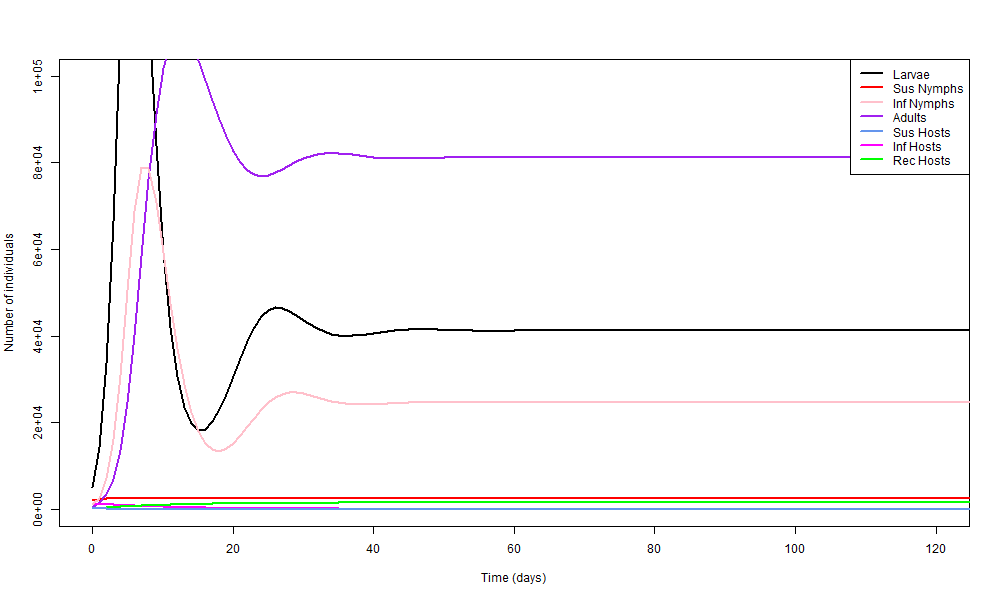 Number of individuals
1e+05
8e+04
6e+04
4e+04
2e+04
0e+00
Larvae
Sus Nymphs
Inf Nymphs
Adults
Sus Hosts
Inf Hosts
Rec Hosts
0 20 40 60 80 100 120
Time (days)